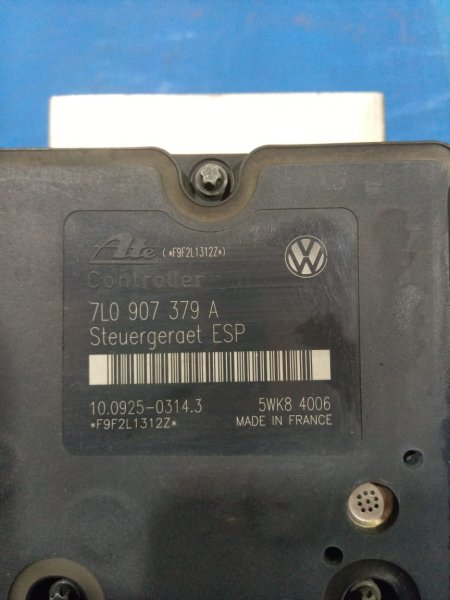 Ate (*F9F2L1312Z*)
Controller
7L0 907 379 A
Steuergeraet ESP
10.0925-0314.3 5WK8 4006
*F9F2L1312Z* MADE IN FRANCE